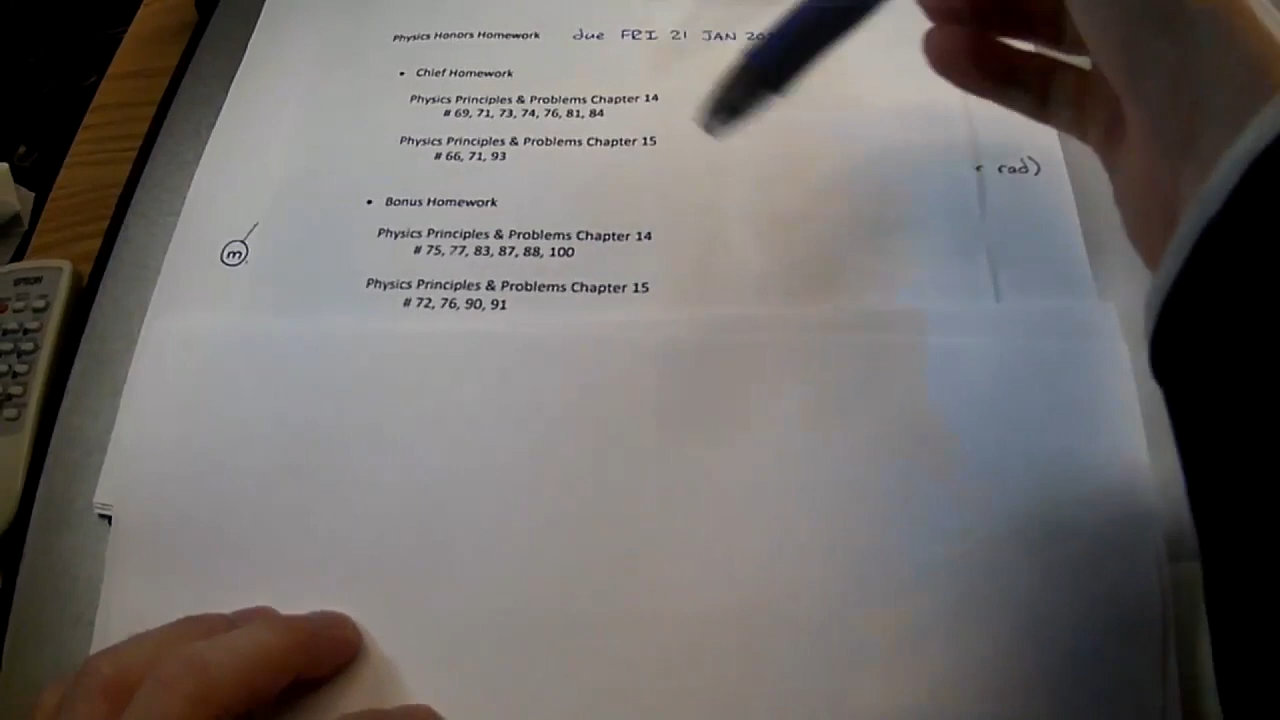 Physics Honors Homework due FRI 21 JAN
• Chief Homework
Physics Principles & Problems Chapter 14
# 69, 71, 73, 74, 76, 81, 84
Physics Principles & Problems Chapter 15
# 66, 71, 93
rad)
• Bonus Homework
Physics Principles & Problems Chapter 14
# 75, 77, 83, 87, 88, 100
m
Physics Principles & Problems Chapter 15
# 72, 76, 90, 91
EPSON